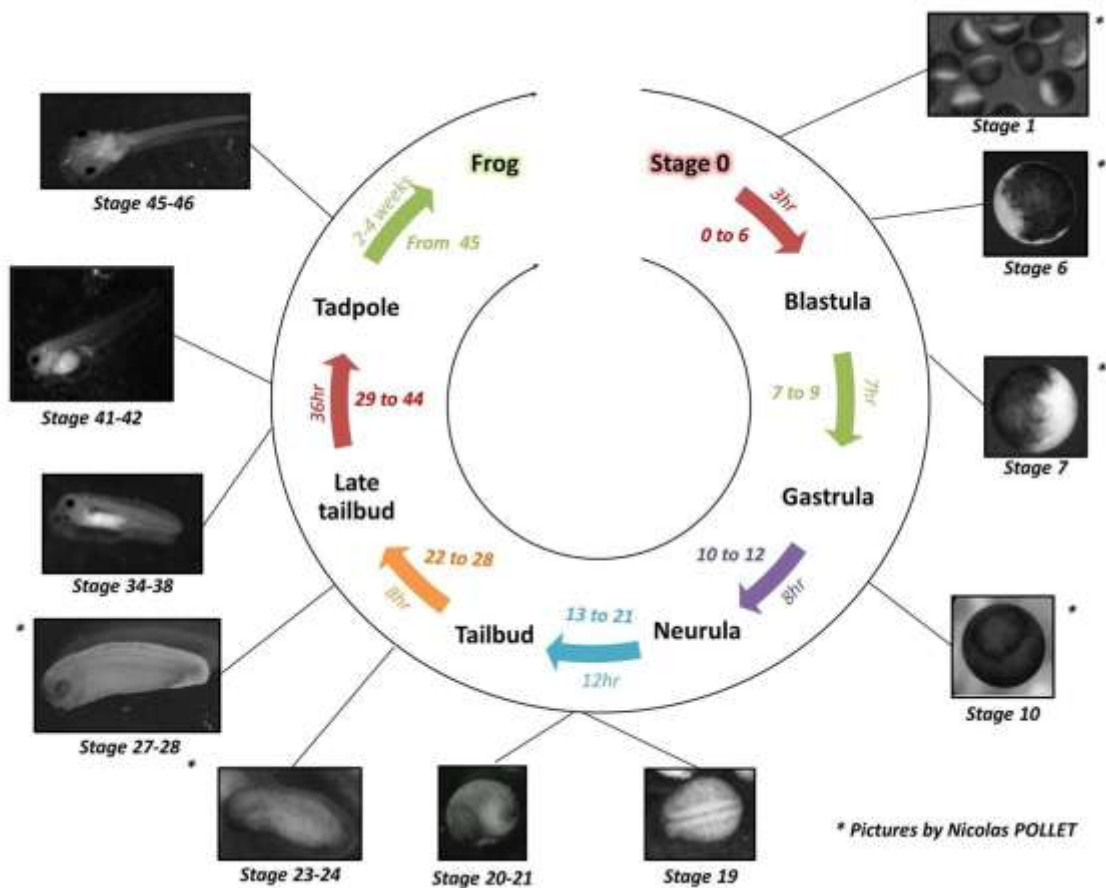 *
Stage 1
*
Stage 6
*
Stage 7
*
Stage 10
Stage 19
Stage 20-21
*
Stage 23-24
*
Stage 27-28
Stage 34-38
Stage 41-42
Stage 45-46
Stage 0
3hr
0 to 6
Blastula
7 to 9
7hr
Gastrula
10 to 12
8hr
Neurula
13 to 21
12hr
Tailbud
22 to 28
8hr
Late
tailbud
36hr
29 to 44
Tadpole
2-4 weeks
From 45
Frog
* Pictures by Nicolas POLLET